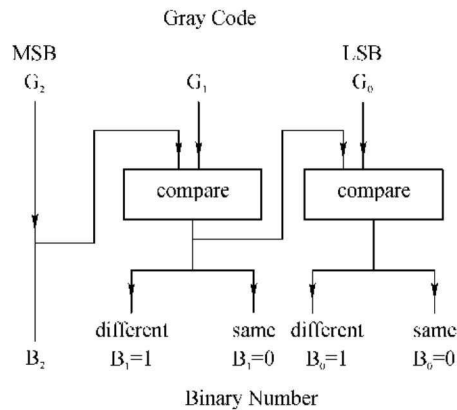 Gray Code
MSB LSB
G₂ G₁ G₀
compare compare
different same different same
B₂ B₁=1 B₁=0 B₀=1 B₀=0
Binary Number